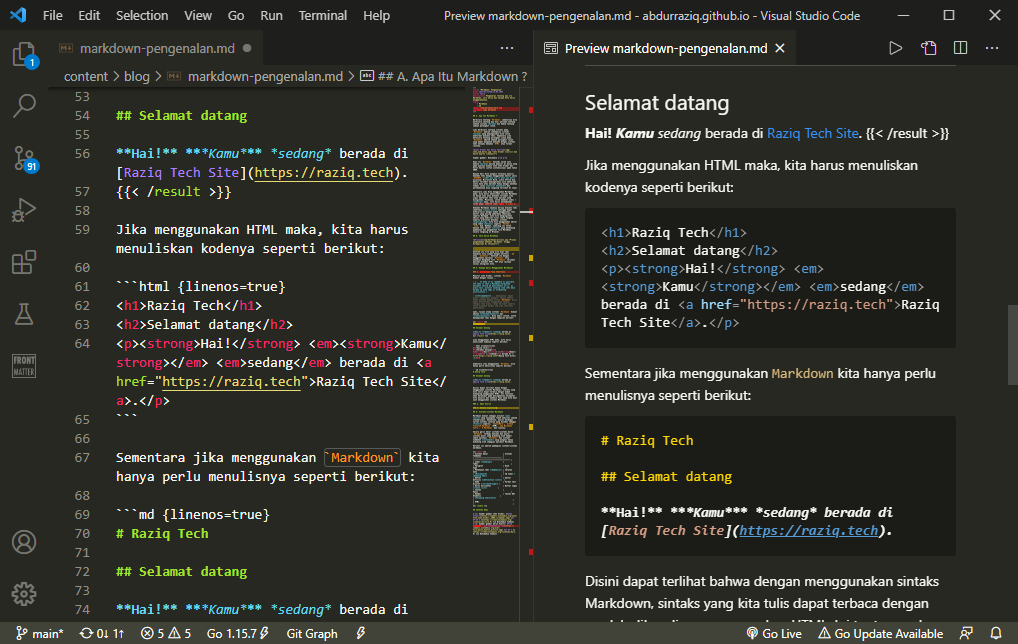 File Edit Selection View Go Run Terminal Help Preview markdown-pengenalan.md - abdurraziq.github.io - Visual Studio Code
markdown-pengenalan.md
Preview markdown-pengenalan.md
content > blog > markdown-pengenalan.md > ## A. Apa Itu Markdown ?
1
91
FRONT MATTER
53
54 ## Selamat datang
55
56 **Hai!** ***Kamu*** *sedang* berada di
[Raziq Tech Site](https://raziq.tech).
57 {{< /result >}}
58
59 Jika menggunakan HTML maka, kita harus
menuliskan kodenya seperti berikut:
60
61 ```html {linenos=true}
62 <h1>Raziq Tech</h1>
63 <h2>Selamat datang</h2>
64 <p><strong>Hai!</strong> <em><strong>Kamu</
strong></em> <em>sedang</em> berada di <a
href="https://raziq.tech">Raziq Tech Site</
a>.</p>
65 ```
66
67 Sementara jika menggunakan `Markdown` kita
hanya perlu menulisnya seperti berikut:
68
69 ```md {linenos=true}
70 # Raziq Tech
71
72 ## Selamat datang
73
74 **Hai!** ***Kamu*** *sedang* berada di
Selamat datang
Hai! Kamu sedang berada di Raziq Tech Site. {{< /result >}}
Jika menggunakan HTML maka, kita harus menuliskan
kodenya seperti berikut:
<h1>Raziq Tech</h1>
<h2>Selamat datang</h2>
<p><strong>Hai!</strong> <em>
<strong>Kamu</strong></em> <em>sedang</em>
berada di <a href="https://raziq.tech">Raziq
Tech Site</a>.</p>
Sementara jika menggunakan Markdown kita hanya perlu
menulisnya seperti berikut:
# Raziq Tech
## Selamat datang
**Hai!** ***Kamu*** *sedang* berada di
[Raziq Tech Site](https://raziq.tech).
Disini dapat terlihat bahwa dengan menggunakan sintaks
Markdown, sintaks yang kita tulis dapat terbaca dengan
main* 0↓ 1↑ 5 5 Go 1.15.7 Git Graph Go Live Go Update Available